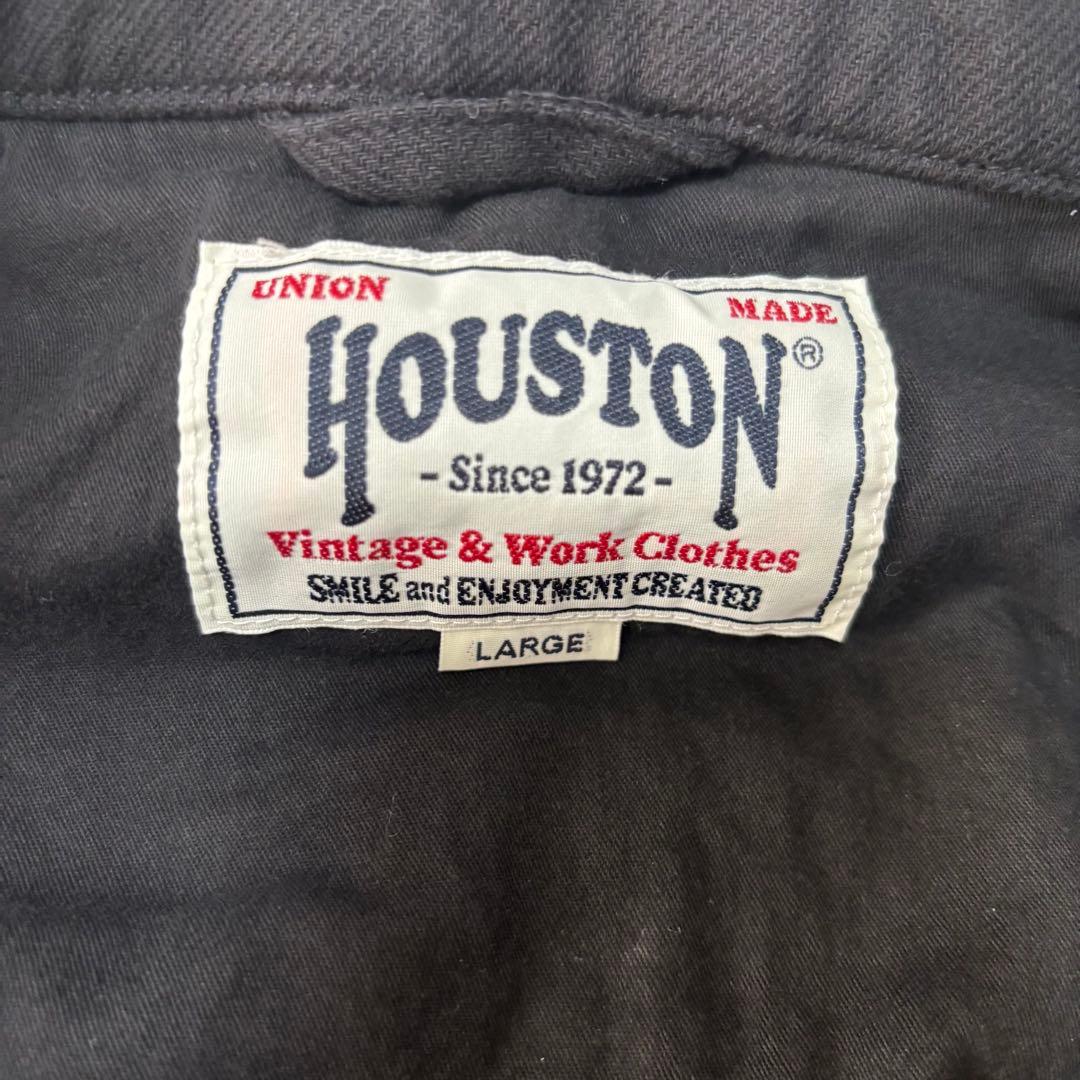 UNION MADE
HOUSTON®
- Since 1972 -
Vintage & Work Clothes
SMILE and ENJOYMENT CREATED
LARGE